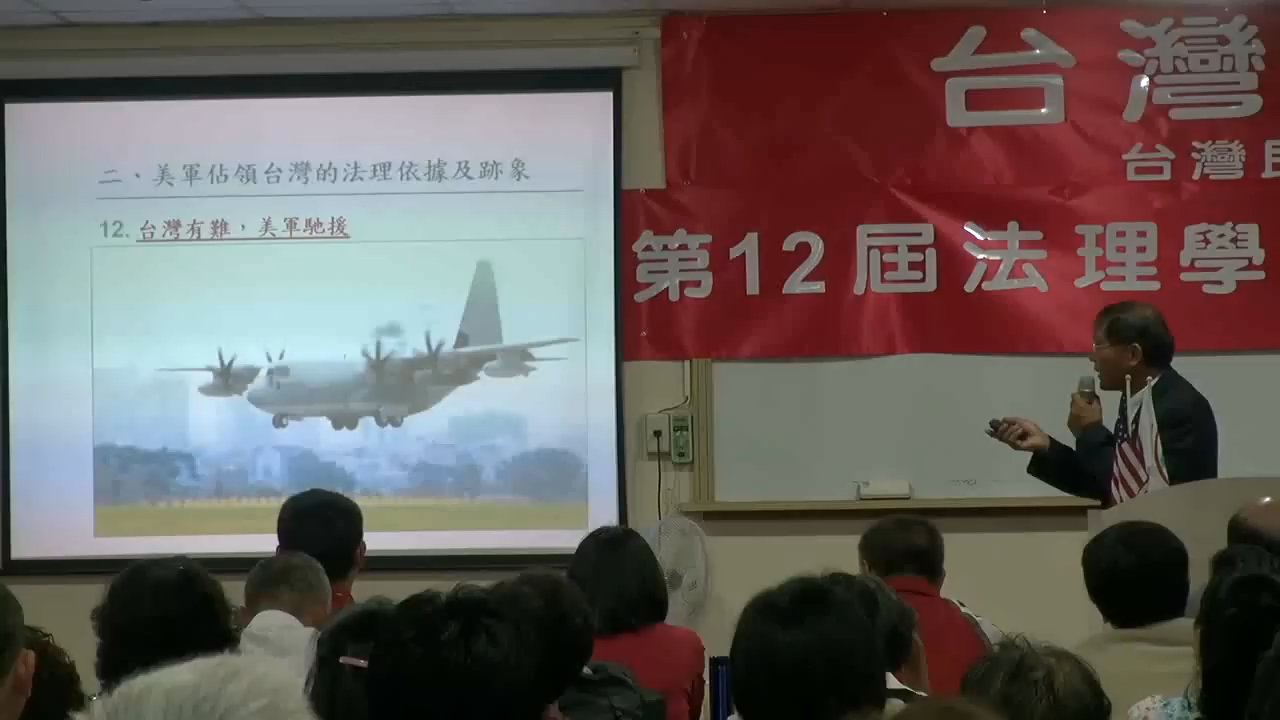 二、美軍佔領台灣的法理依據及跡象
12. 台灣有難，美軍馳援
台灣
台灣
第12屆法理學